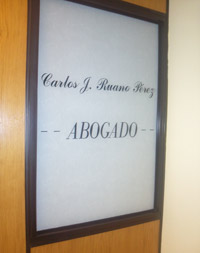 Carlos J. Ruano Pérez
-- ABOGADO --